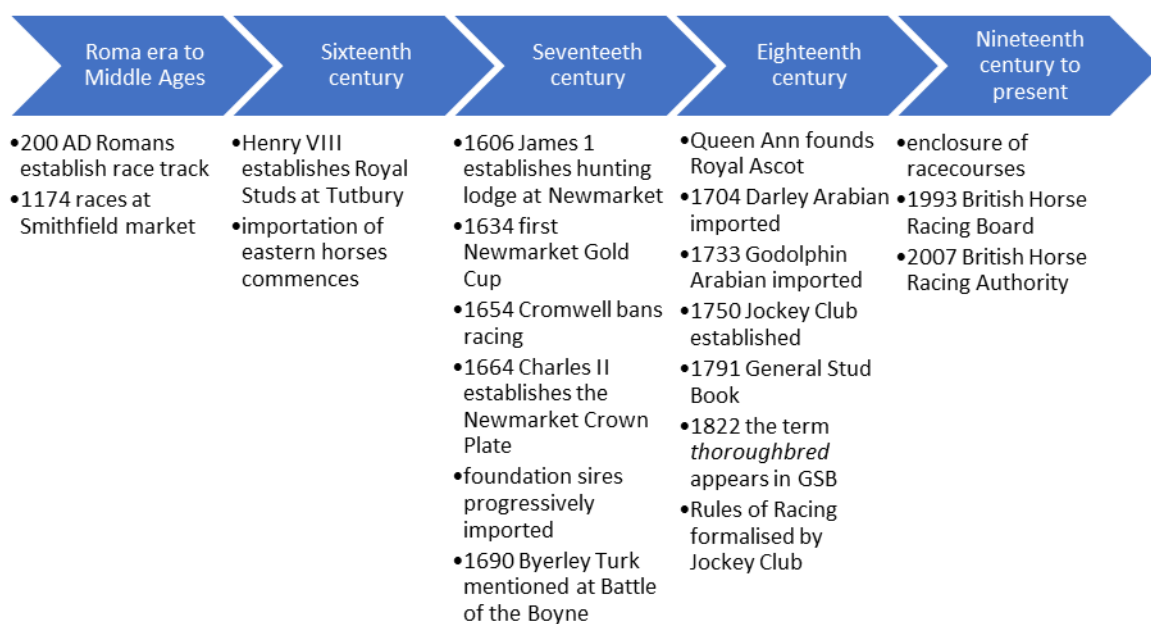 Roma era to
Middle Ages
Sixteenth
century
Seventeeth
century
Eighteenth
century
Nineteenth
century to
present
•200 AD Romans
establish race track
•1174 races at
Smithfield market
•Henry VIII
establishes Royal
Studs at Tutbury
•importation of
eastern horses
commences
•1606 James 1
establishes hunting
lodge at Newmarket
•1634 first
Newmarket Gold
Cup
•1654 Cromwell bans
racing
•1664 Charles II
establishes the
Newmarket Crown
Plate
•foundation sires
progressively
imported
•1690 Byerley Turk
mentioned at Battle
of the Boyne
•Queen Ann founds
Royal Ascot
•1704 Darley Arabian
imported
•1733 Godolphin
Arabian imported
•1750 Jockey Club
established
•1791 General Stud
Book
•1822 the term
thoroughbred
appears in GSB
•Rules of Racing
formalised by
Jockey Club
•enclosure of
racecourses
•1993 British Horse
Racing Board
•2007 British Horse
Racing Authority